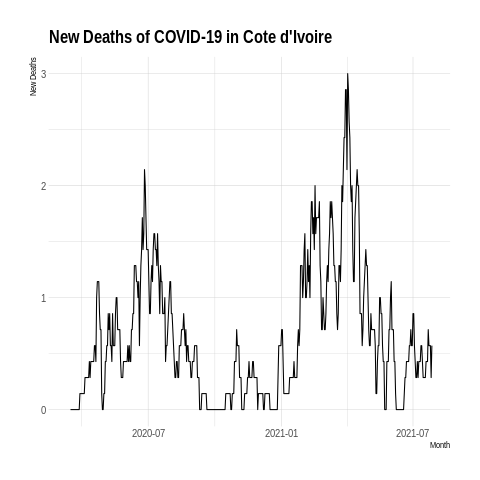 New Deaths of COVID-19 in Cote d'Ivoire
New Deaths
3
2
1
0
2020-07 2021-01 2021-07
Month